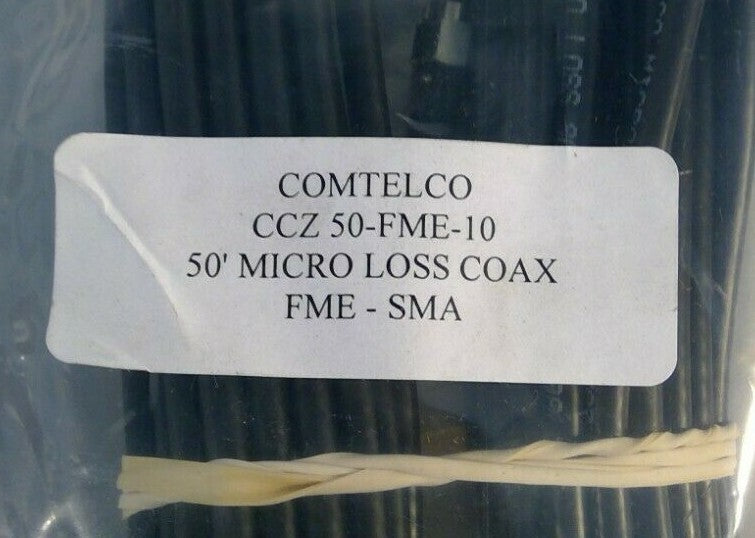 COMTELCO
CCZ 50-FME-10
50' MICRO LOSS COAX
FME - SMA